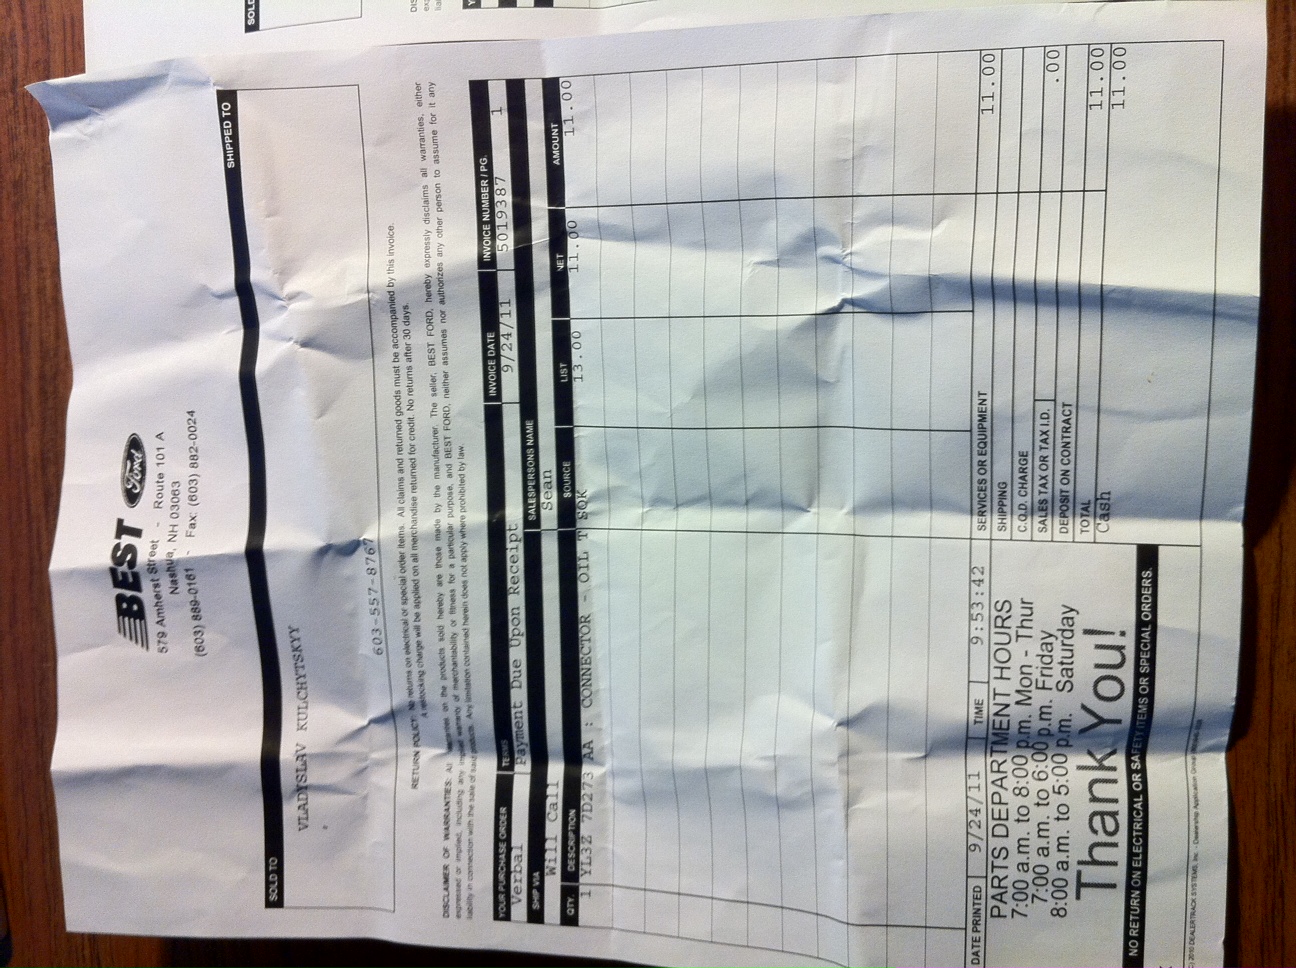 BEST Ford
579 Amherst Street - Route 101 A
Nashua, NH 03063
(603) 889-0161 - Fax: (603) 882-0024
SHIPPED TO
SOLD TO
VLADYSLAV KULCHYTSKYY
603-557-8767
RETURN POLICY: No returns on electrical or special order items. All claims and returned goods must be accompanied by this invoice.
A restocking charge will be applied on all merchandise returned for credit. No returns after 30 days.
DISCLAIMER OF WARRANTIES: All warranties on the products sold hereby are those made by the manufacturer. The seller, BEST FORD, hereby expressly disclaims all warranties, either
expressed or implied, including any implied warranty of merchantability or fitness for a particular purpose, and BEST FORD, neither assumes nor authorizes any other person to assume for it any
liability in connection with the sale of said products. Any limitation contained herein does not apply where prohibited by law.
YOUR PURCHASE ORDER TERMS INVOICE DATE INVOICE NUMBER / PG.
Verbal Payment Due Upon Receipt 9/24/11 5019387 1
SHIP VIA SALESPERSONS NAME
Will Call Sean
QTY. DESCRIPTION SOURCE LIST NET AMOUNT
1 YL3Z 7D273 AA : CONNECTOR - OIL T SOK 13.00 11.00 11.00
DATE PRINTED 9/24/11 TIME 9:53:42
PARTS DEPARTMENT HOURS
7:00 a.m. to 8:00 p.m. Mon - Thur
7:00 a.m. to 6:00 p.m. Friday
8:00 a.m. to 5:00 p.m. Saturday
Thank You!
NO RETURN ON ELECTRICAL OR SAFETY ITEMS OR SPECIAL ORDERS.
SERVICES OR EQUIPMENT 11.00
SHIPPING
C.O.D. CHARGE
SALES TAX OR TAX I.D. .00
DEPOSIT ON CONTRACT
TOTAL 11.00
Cash 11.00
2010 DEALERTRACK SYSTEMS, Inc. - Dealership Application Group
SOLD